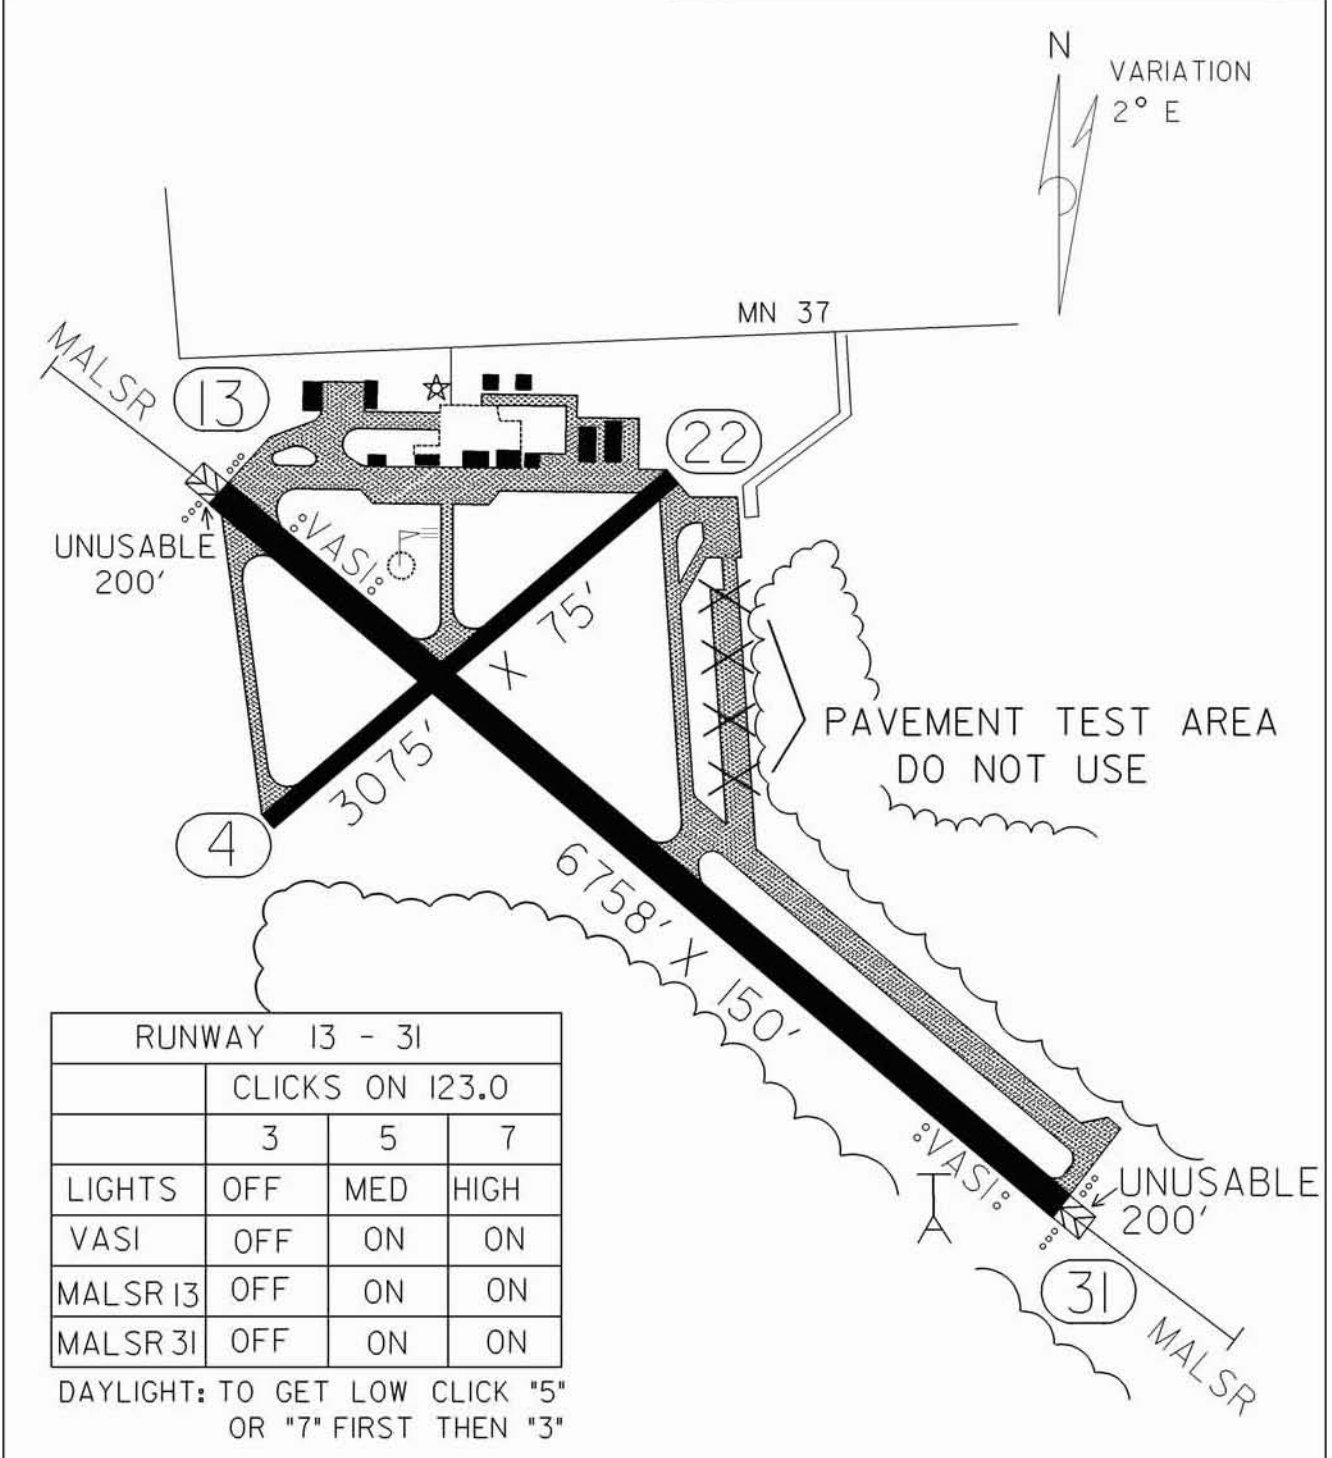 N
VARIATION
2° E
MN 37
MALSR
13
22
UNUSABLE
200'
VASI
3075' X 75'
PAVEMENT TEST AREA
DO NOT USE
4
6758' X 150'
RUNWAY 13 - 31
CLICKS ON 123.0
3 5 7
LIGHTS OFF MED HIGH
VASI OFF ON ON
MALSR 13 OFF ON ON
MALSR 31 OFF ON ON
DAYLIGHT: TO GET LOW CLICK "5"
OR "7" FIRST THEN "3"
VASI
UNUSABLE
200'
31
MALSR